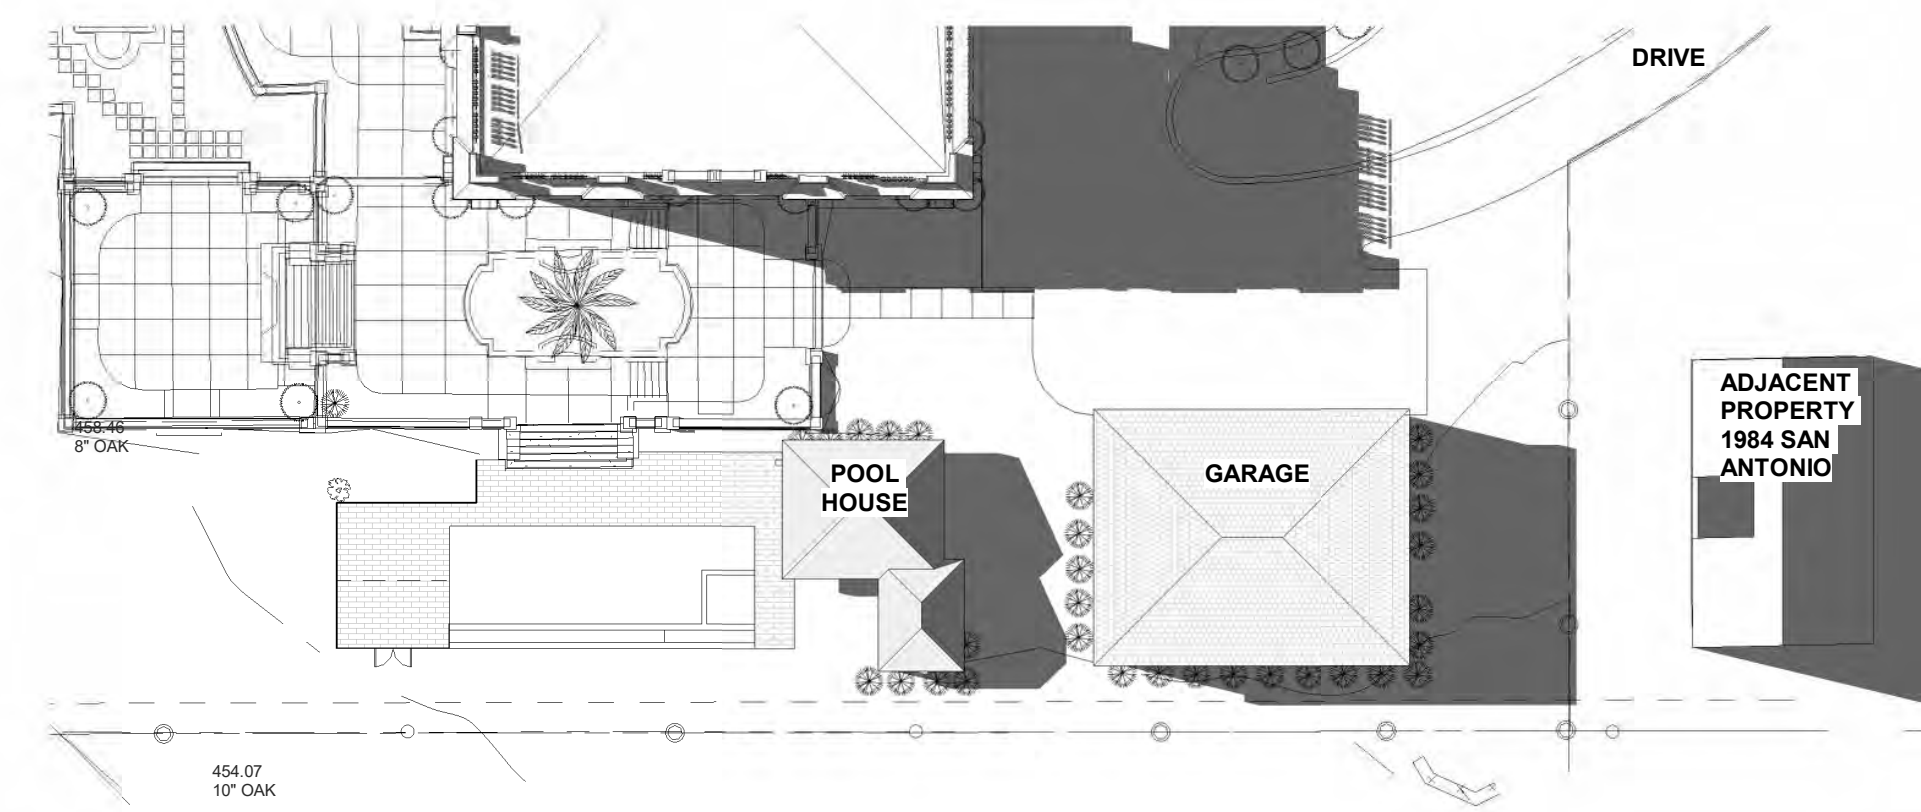 DRIVE
ADJACENT
PROPERTY
1984 SAN
ANTONIO
458.46
8" OAK
POOL
HOUSE
GARAGE
454.07
10" OAK